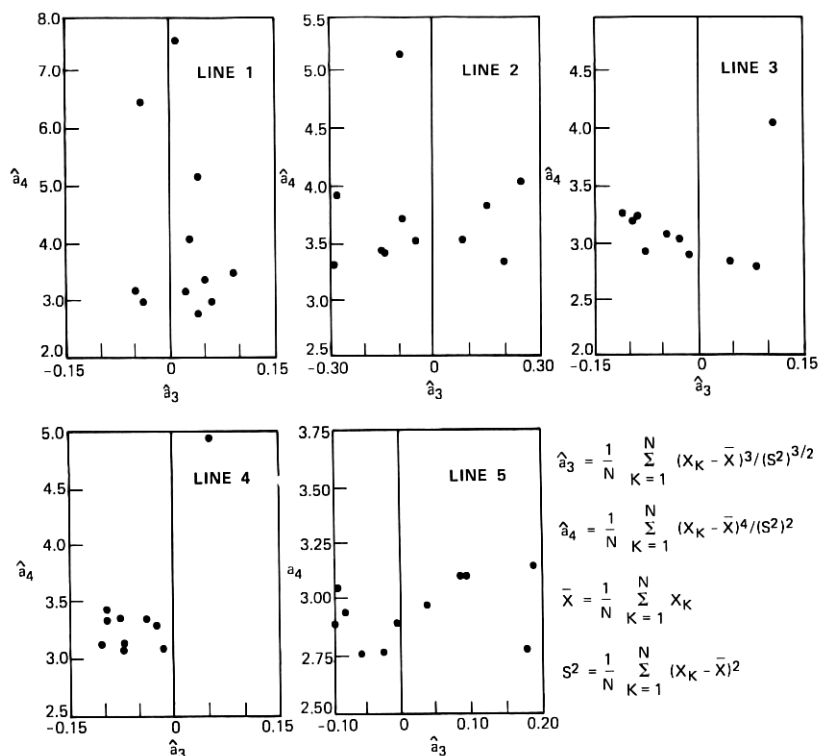 8.0
7.0
6.0
5.0
4.0
3.0
2.0
â4
LINE 1
-0.15
0
0.15
â3
5.5
5.0
4.5
4.0
3.5
3.0
2.5
â4
LINE 2
-0.30
0
0.30
â3
4.5
4.0
3.5
3.0
2.5
2.0
â4
LINE 3
-0.15
0
0.15
â3
5.0
4.5
4.0
3.5
3.0
2.5
â4
LINE 4
-0.15
0
0.15
â3
3.75
3.50
3.25
3.00
2.75
2.50
a4
LINE 5
-0.10
0
0.10
0.20
â3
â3 = 1/N Σ K = 1 N (XK - X̄)3/(S2)3/2
â4 = 1/N Σ K = 1 N (XK - X̄)4/(S2)2
X̄ = 1/N Σ K = 1 N XK
S2 = 1/N Σ K = 1 N (XK - X̄)2